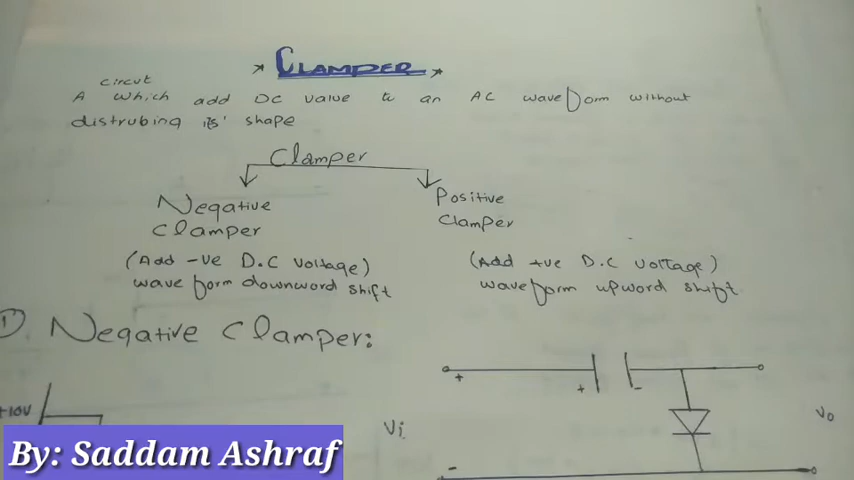 CLAMPER
circut
A which add DC value to an AC waveform without
distrubing its' shape
Clamper
Negative Positive
Clamper Clamper
(Add -ve D.C voltage) (Add +ve D.C voltage)
wave form downword shift waveform upword shift
1) Negative Clamper:
+ + -
+10V Vi Vo
-
By: Saddam Ashraf